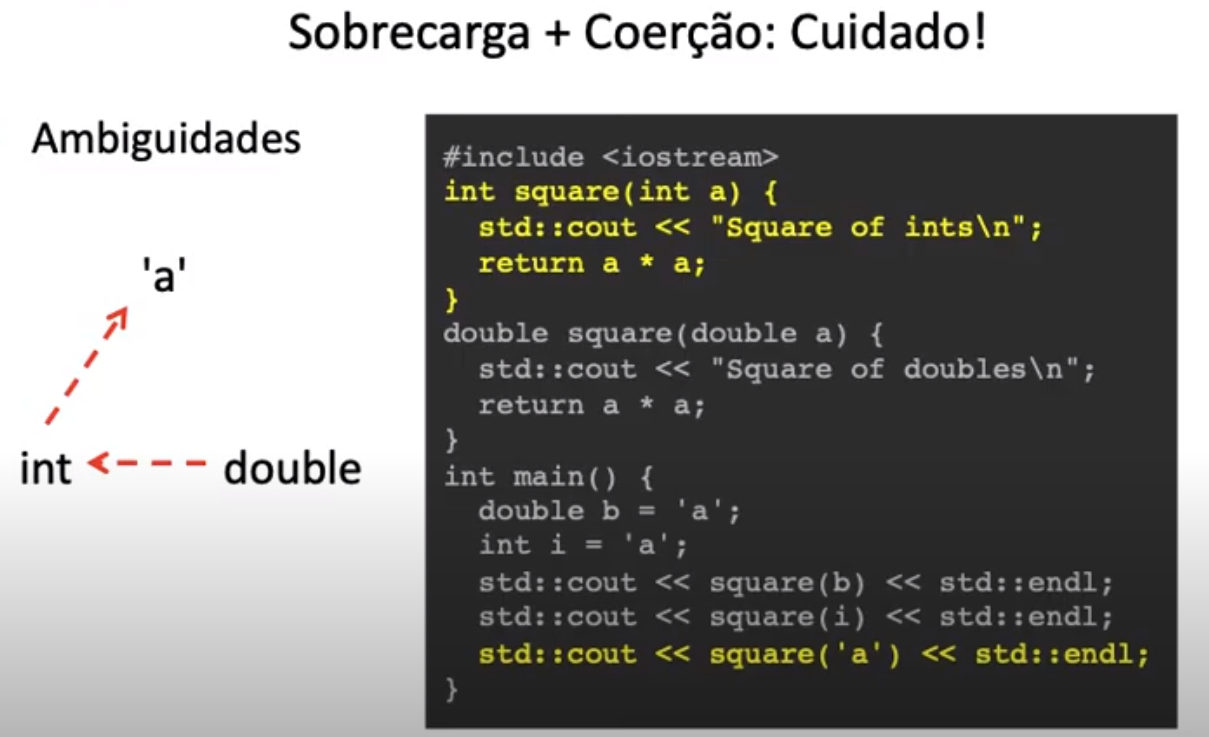 Sobrecarga + Coerção: Cuidado!
Ambiguidades
'a'
int
double
#include <iostream>
int square(int a) {
  std::cout << "Square of ints\n";
  return a * a;
}
double square(double a) {
  std::cout << "Square of doubles\n";
  return a * a;
}
int main() {
  double b = 'a';
  int i = 'a';
  std::cout << square(b) << std::endl;
  std::cout << square(i) << std::endl;
  std::cout << square('a') << std::endl;
}